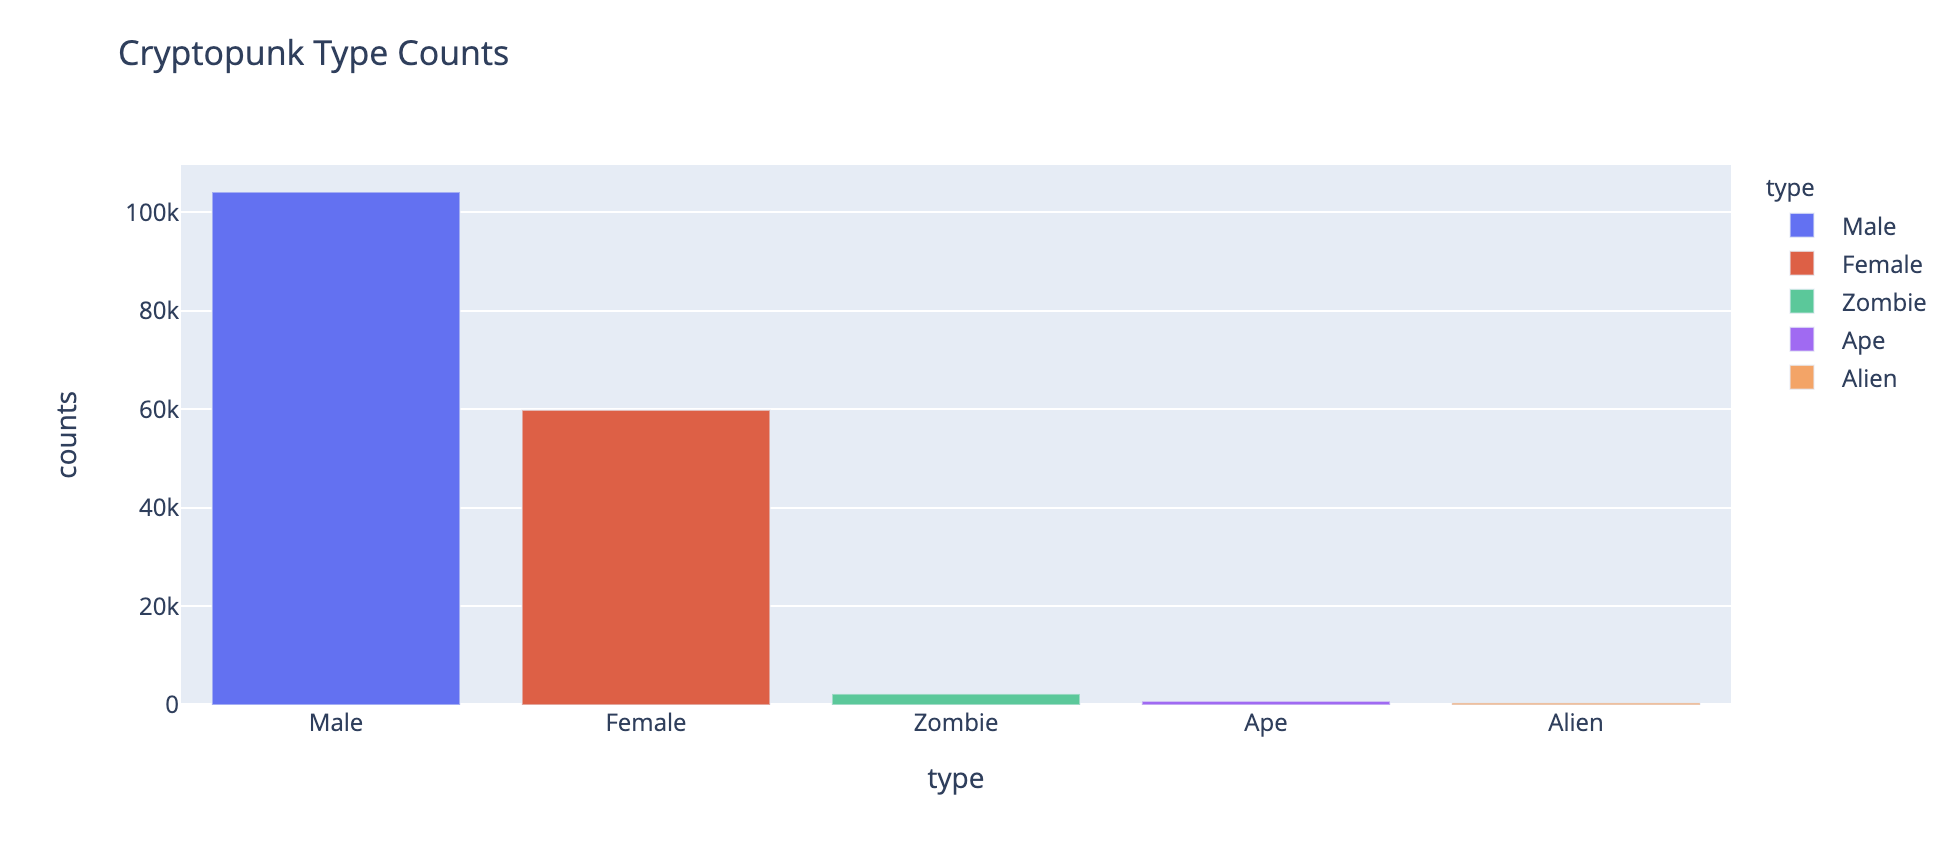 Cryptopunk Type Counts
counts
100k
80k
60k
40k
20k
0
Male
Female
Zombie
Ape
Alien
type
type
Male
Female
Zombie
Ape
Alien